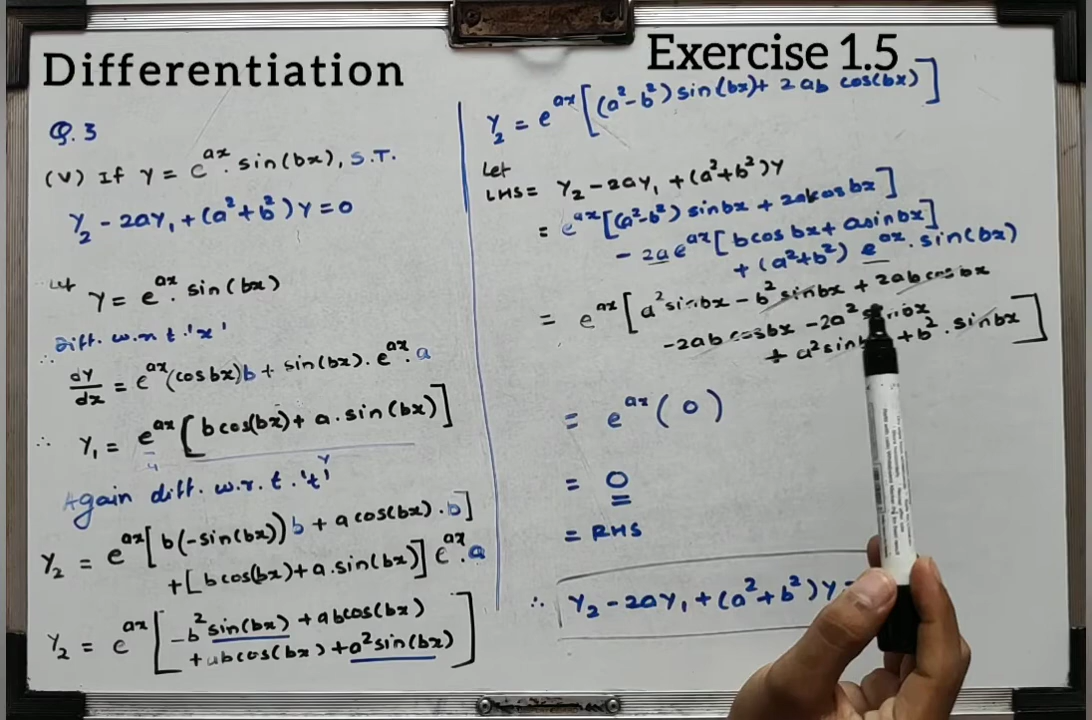 Differentiation
Q.3
(V) If y = e^ax . sin(bx), S.T.
y₂ - 2ay₁ + (a² + b²) y = 0
Let
y = e^ax . sin(bx)
∴ Diff. w.r.t. 'x'
dy/dx = e^ax (cos bx) b + sin(bx) . e^ax . a
∴ y₁ = e^ax [b cos(bx) + a . sin(bx)]
Again diff. w.r.t. 't'
y₂ = e^ax [b(-sin(bx)) b + a cos(bx) . b]
+ [b cos(bx) + a . sin(bx)] e^ax . a
y₂ = e^ax [-b² sin(bx) + ab cos(bx)
+ ab cos(bx) + a² sin(bx)]
Exercise 1.5
y₂ = e^ax [(a² - b²) sin(bx) + 2ab cos(bx)]
Let
LHS = y₂ - 2ay₁ + (a² + b²) y
= e^ax [(a² - b²) sin bx + 2ab cos bx]
- 2a e^ax [b cos bx + a sin bx]
+ (a² + b²) e^ax . sin(bx)
= e^ax [a² sin bx - b² sin bx + 2ab cos bx
- 2ab cos bx - 2a² sin bx
+ a² sin + b² . sin bx]
= e^ax (0)
= 0
= RHS
∴ y₂ - 2ay₁ + (a² + b²) y